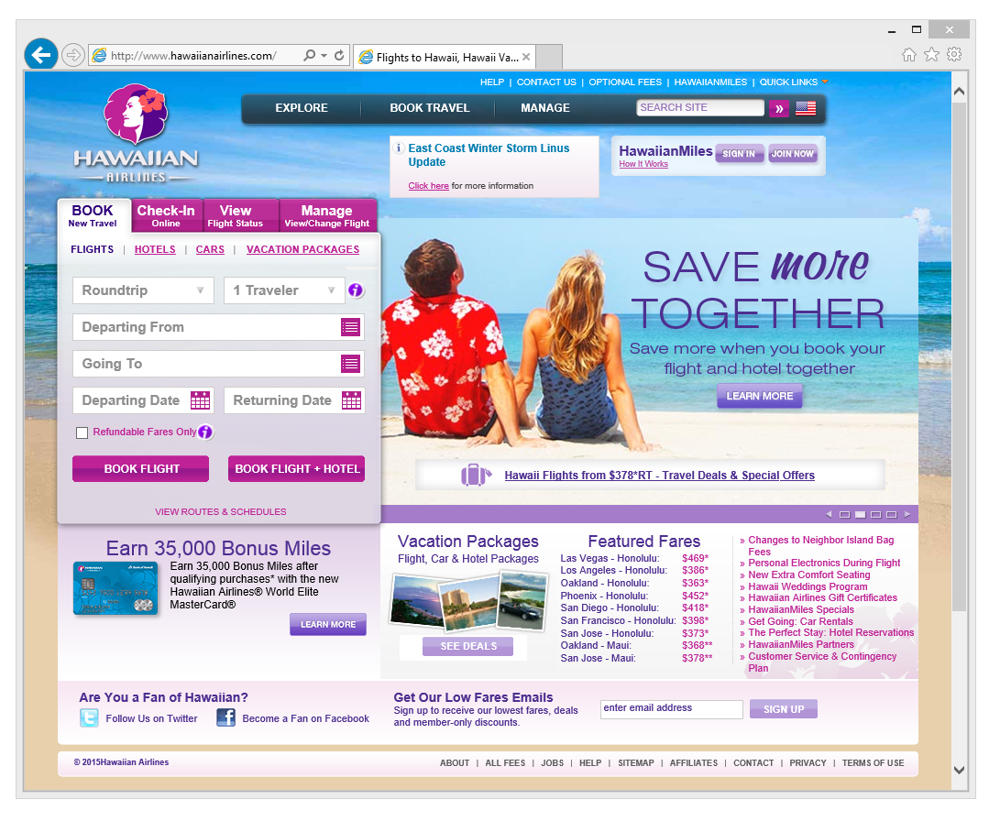 http://www.hawaiianairlines.com/
Flights to Hawaii, Hawaii Va...
HELP | CONTACT US | OPTIONAL FEES | HAWAIIANMILES | QUICK LINKS
EXPLORE
BOOK TRAVEL
MANAGE
SEARCH SITE
»
HAWAIIAN
AIRLINES
i
East Coast Winter Storm Linus
Update
Click here for more information
HawaiianMiles
How It Works
SIGN IN
JOIN NOW
BOOK
New Travel
Check-In
Online
View
Flight Status
Manage
View/Change Flight
FLIGHTS | HOTELS | CARS | VACATION PACKAGES
Roundtrip
1 Traveler
i
Departing From
Going To
Departing Date
Returning Date
Refundable Fares Only
i
BOOK FLIGHT
BOOK FLIGHT + HOTEL
VIEW ROUTES & SCHEDULES
SAVE more
TOGETHER
Save more when you book your
flight and hotel together
LEARN MORE
Hawaii Flights from $378*RT - Travel Deals & Special Offers
Earn 35,000 Bonus Miles
Earn 35,000 Bonus Miles after
qualifying purchases* with the new
Hawaiian Airlines® World Elite
MasterCard®
LEARN MORE
Vacation Packages
Flight, Car & Hotel Packages
SEE DEALS
Featured Fares
Las Vegas - Honolulu: $469*
Los Angeles - Honolulu: $386*
Oakland - Honolulu: $363*
Phoenix - Honolulu: $452*
San Diego - Honolulu: $418*
San Francisco - Honolulu: $398*
San Jose - Honolulu: $373*
Oakland - Maui: $368**
San Jose - Maui: $378**
» Changes to Neighbor Island Bag
Fees
» Personal Electronics During Flight
» New Extra Comfort Seating
» Hawaii Weddings Program
» Hawaiian Airlines Gift Certificates
» HawaiianMiles Specials
» Get Going: Car Rentals
» The Perfect Stay: Hotel Reservations
» HawaiianMiles Partners
» Customer Service & Contingency
Plan
Are You a Fan of Hawaiian?
Follow Us on Twitter
Become a Fan on Facebook
Get Our Low Fares Emails
Sign up to receive our lowest fares, deals
and member-only discounts.
enter email address
SIGN UP
© 2015Hawaiian Airlines
ABOUT | ALL FEES | JOBS | HELP | SITEMAP | AFFILIATES | CONTACT | PRIVACY | TERMS OF USE